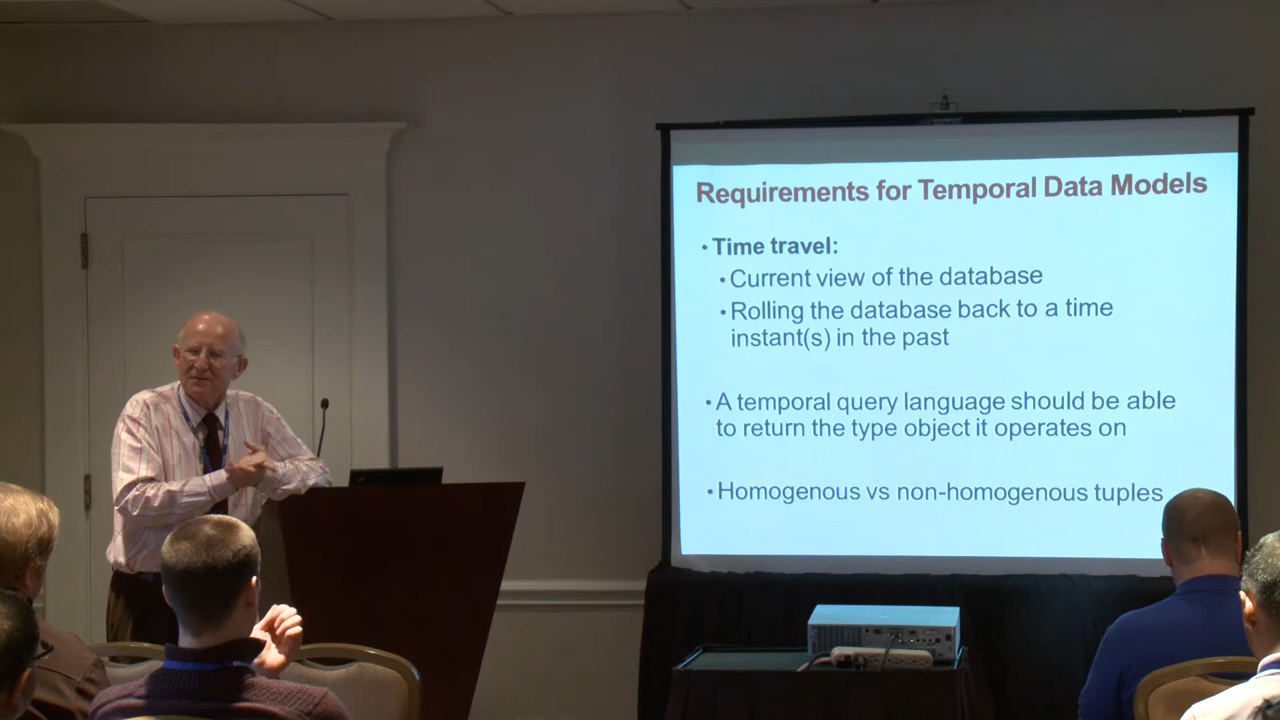 Requirements for Temporal Data Models
• Time travel:
• Current view of the database
• Rolling the database back to a time
instant(s) in the past
• A temporal query language should be able
to return the type object it operates on
• Homogenous vs non-homogenous tuples